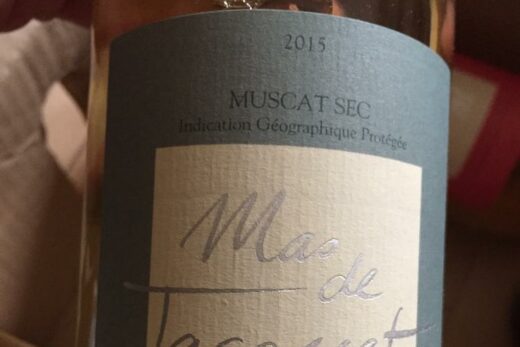 2015
MUSCAT SEC
Indication Géographique Protégée
Mas
de